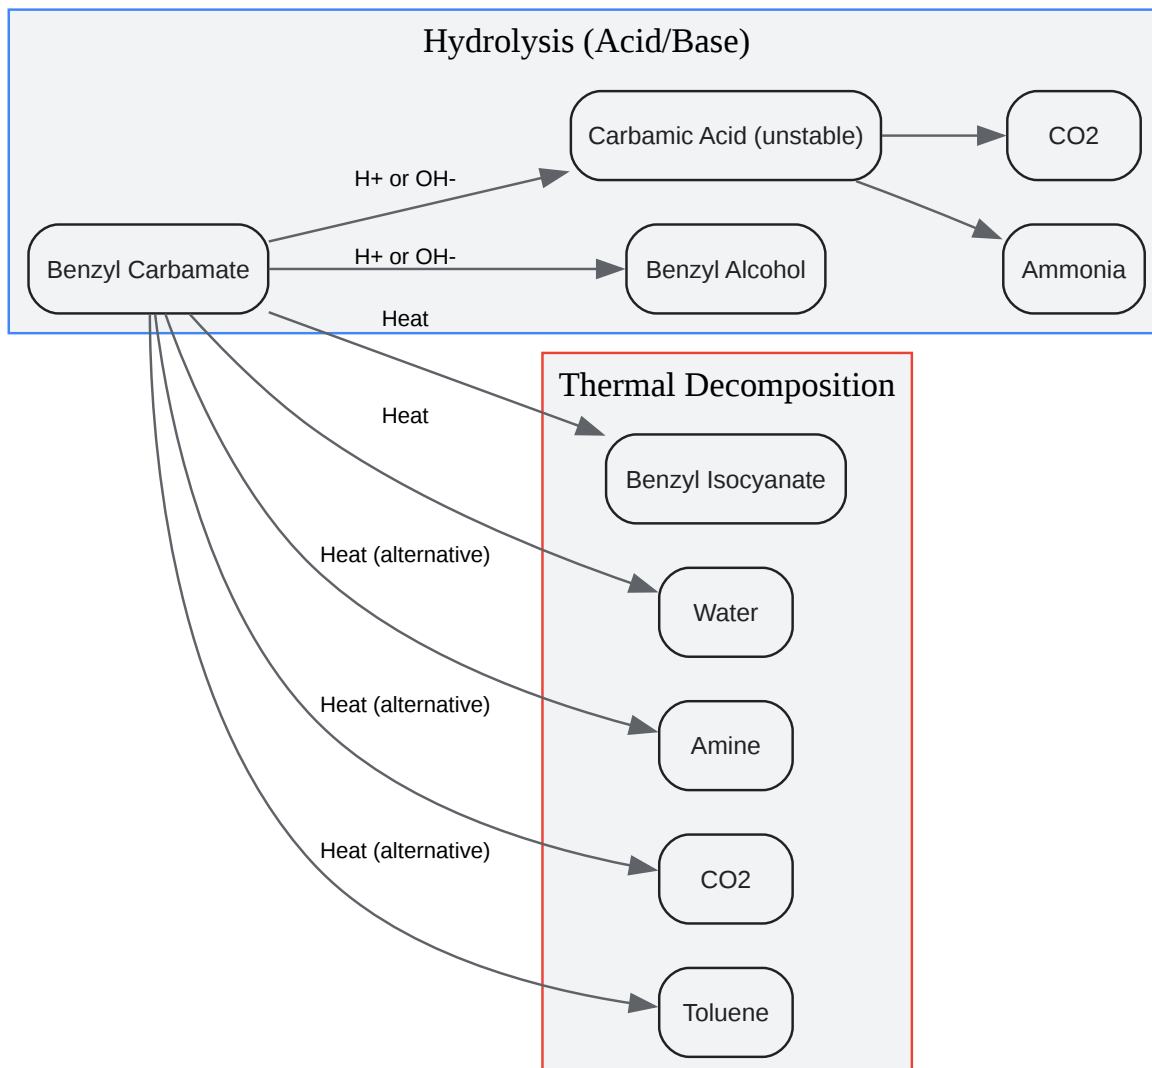 Hydrolysis (Acid/Base)
Carbamic Acid (unstable)
CO2
H+ or OH-
H+ or OH-
Benzyl Carbamate
Benzyl Alcohol
Ammonia
Heat
Thermal Decomposition
Heat
Benzyl Isocyanate
Heat (alternative)
Water
Heat (alternative)
Amine
Heat (alternative)
CO2
Toluene